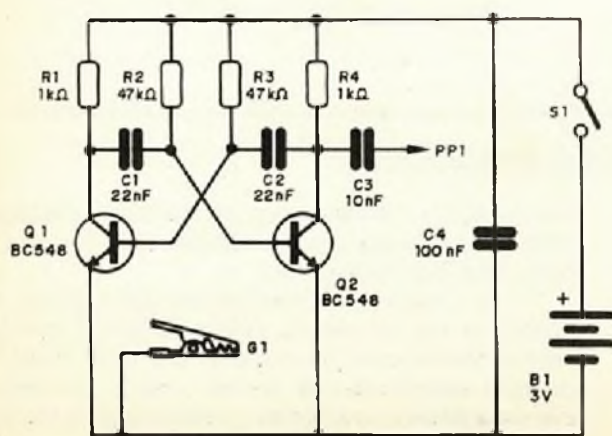 R1
1kΩ
R2
47kΩ
R3
47kΩ
R4
1kΩ
S1
PP1
C1
22nF
C2
22nF
C3
10nF
Q1
BC548
Q2
BC548
C4
100 nF
G1
+
B1
3V